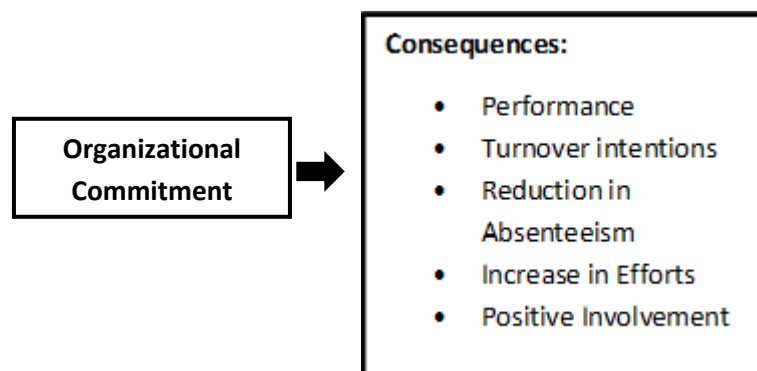 Organizational
Commitment
Consequences:
• Performance
• Turnover intentions
• Reduction in
Absenteeism
• Increase in Efforts
• Positive Involvement